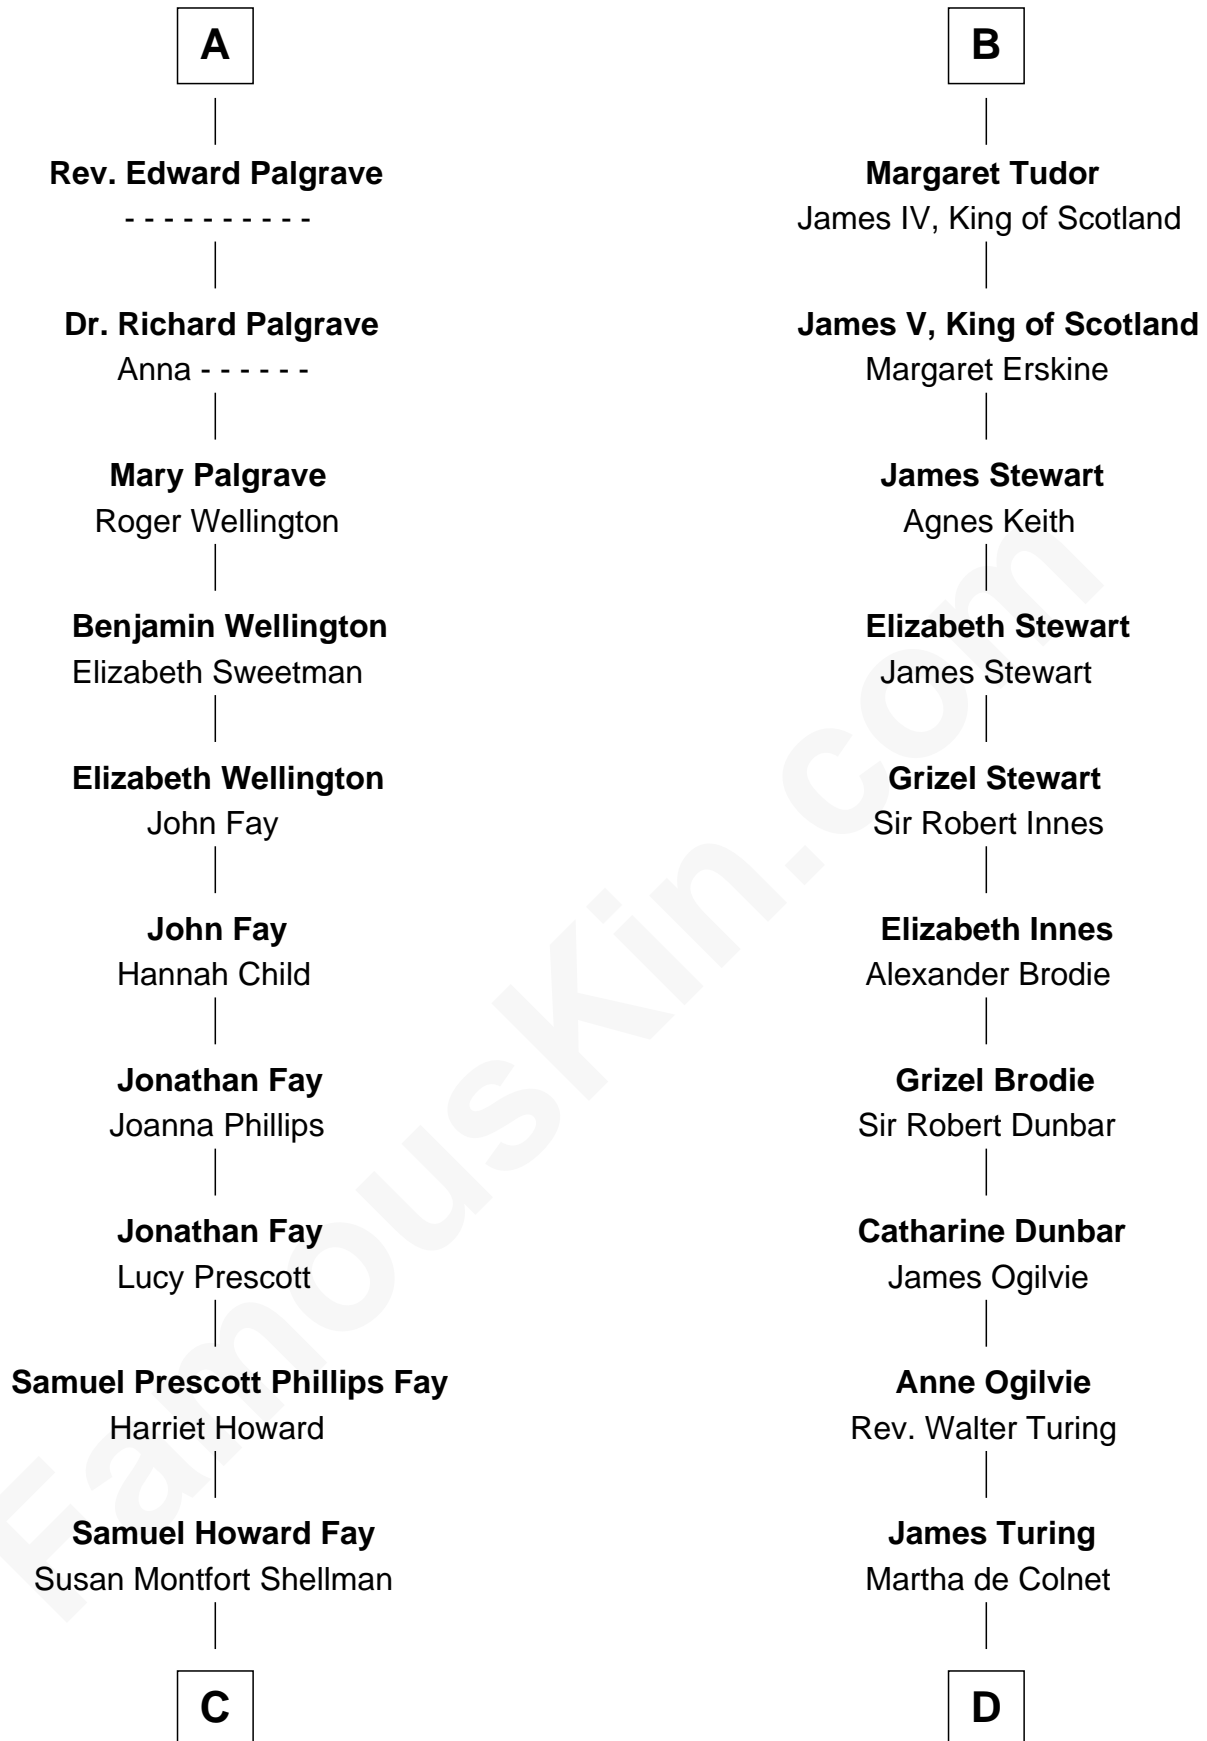 A
Rev. Edward Palgrave
- - - - - - - - - -
Dr. Richard Palgrave
Anna - - - - - -
Mary Palgrave
Roger Wellington
Benjamin Wellington
Elizabeth Sweetman
Elizabeth Wellington
John Fay
John Fay
Hannah Child
Jonathan Fay
Joanna Phillips
Jonathan Fay
Lucy Prescott
Samuel Prescott Phillips Fay
Harriet Howard
Samuel Howard Fay
Susan Montfort Shellman
C
B
Margaret Tudor
James IV, King of Scotland
James V, King of Scotland
Margaret Erskine
James Stewart
Agnes Keith
Elizabeth Stewart
James Stewart
Grizel Stewart
Sir Robert Innes
Elizabeth Innes
Alexander Brodie
Grizel Brodie
Sir Robert Dunbar
Catharine Dunbar
James Ogilvie
Anne Ogilvie
Rev. Walter Turing
James Turing
Martha de Colnet
D
FamousKin.com